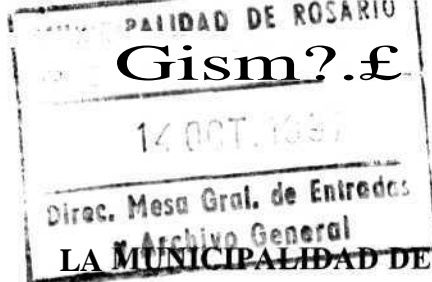 PALIDAD DE ROSARIO
Gism?.£
14 OCT.
Direc. Mesa Gral. de Entradas
y Archivo General
LA MUNICIPALIDAD DE